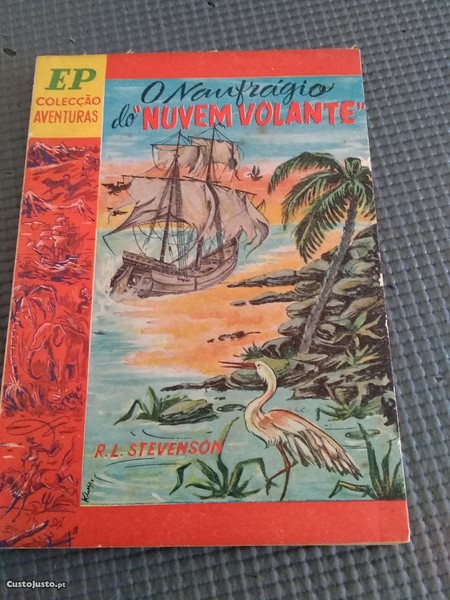 EP
COLECÇÃO
AVENTURAS
O Naufrágio
do "NUVEM VOLANTE"
R.L. STEVENSON
CustoJusto.pt